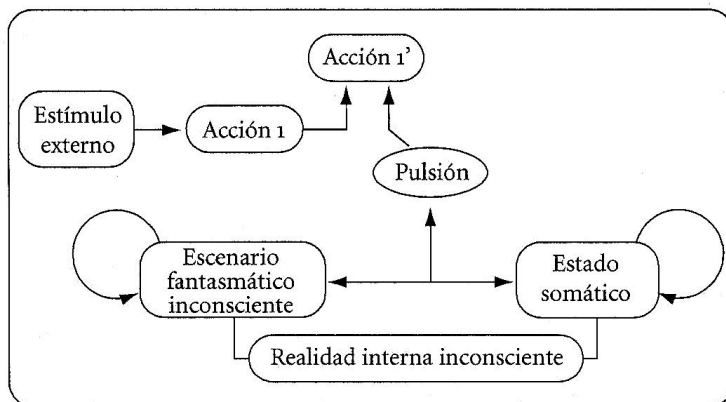 Acción 1’
Estímulo
externo
Acción 1
Pulsión
Escenario
fantasmático
inconsciente
Estado
somático
Realidad interna inconsciente